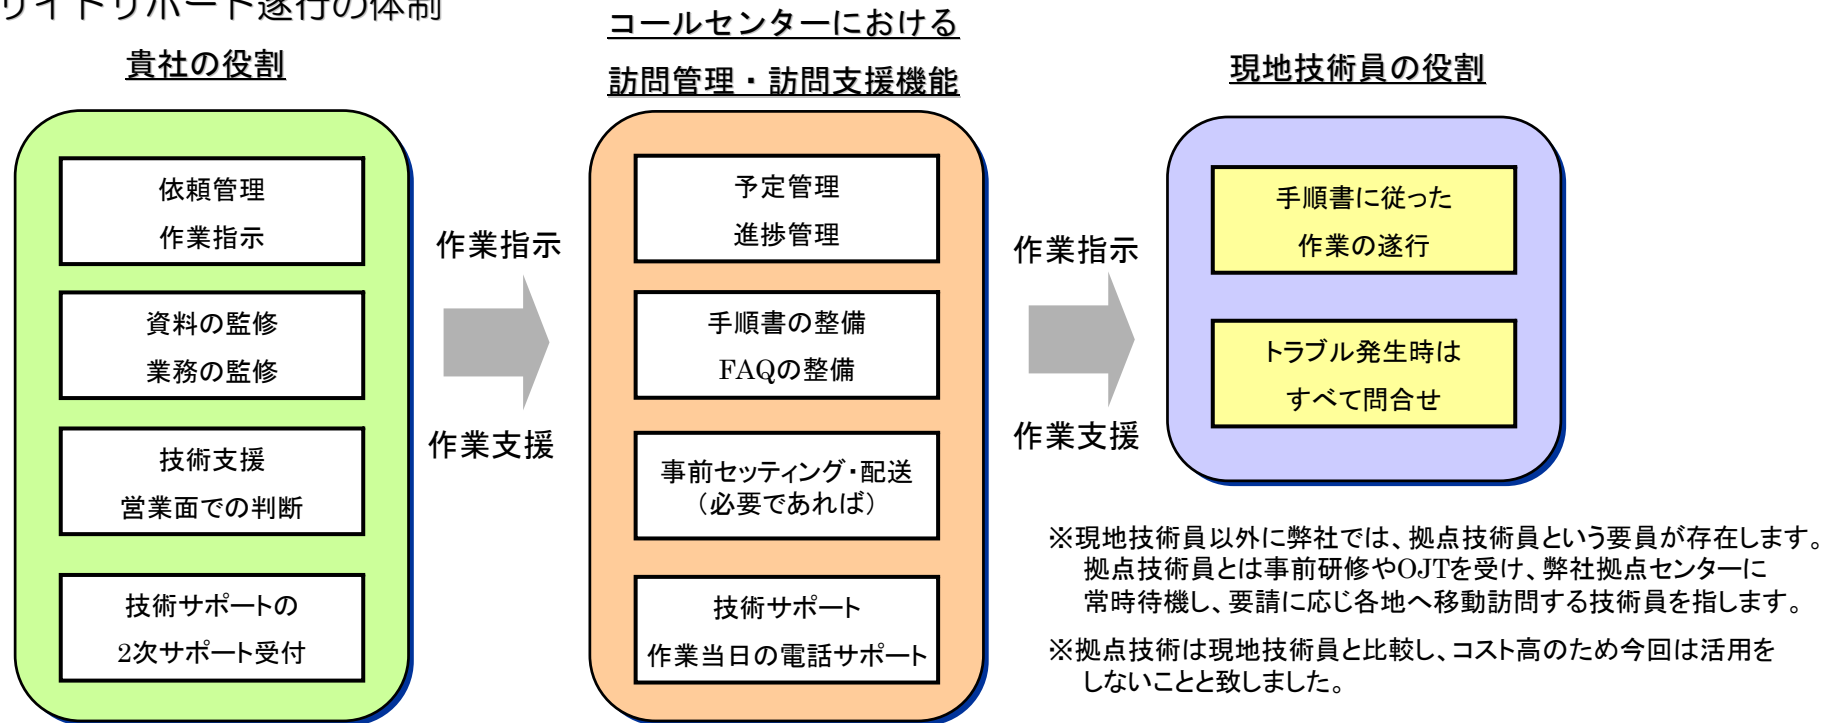 サイトサポート遂行の体制
貴社の役割
依頼管理
作業指示
資料の監修
業務の監修
技術支援
営業面での判断
技術サポートの
2次サポート受付
作業指示
作業支援
コールセンターにおける
訪問管理・訪問支援機能
予定管理
進捗管理
手順書の整備
FAQの整備
事前セッティング・配送
（必要であれば）
技術サポート
作業当日の電話サポート
作業指示
作業支援
現地技術員の役割
手順書に従った
作業の遂行
トラブル発生時は
すべて問合せ
※現地技術員以外に弊社では、拠点技術員という要員が存在します。
拠点技術員とは事前研修やOJTを受け、弊社拠点センターに
常時待機し、要請に応じ各地へ移動訪問する技術員を指します。
※拠点技術は現地技術員と比較し、コスト高のため今回は活用を
しないことと致しました。